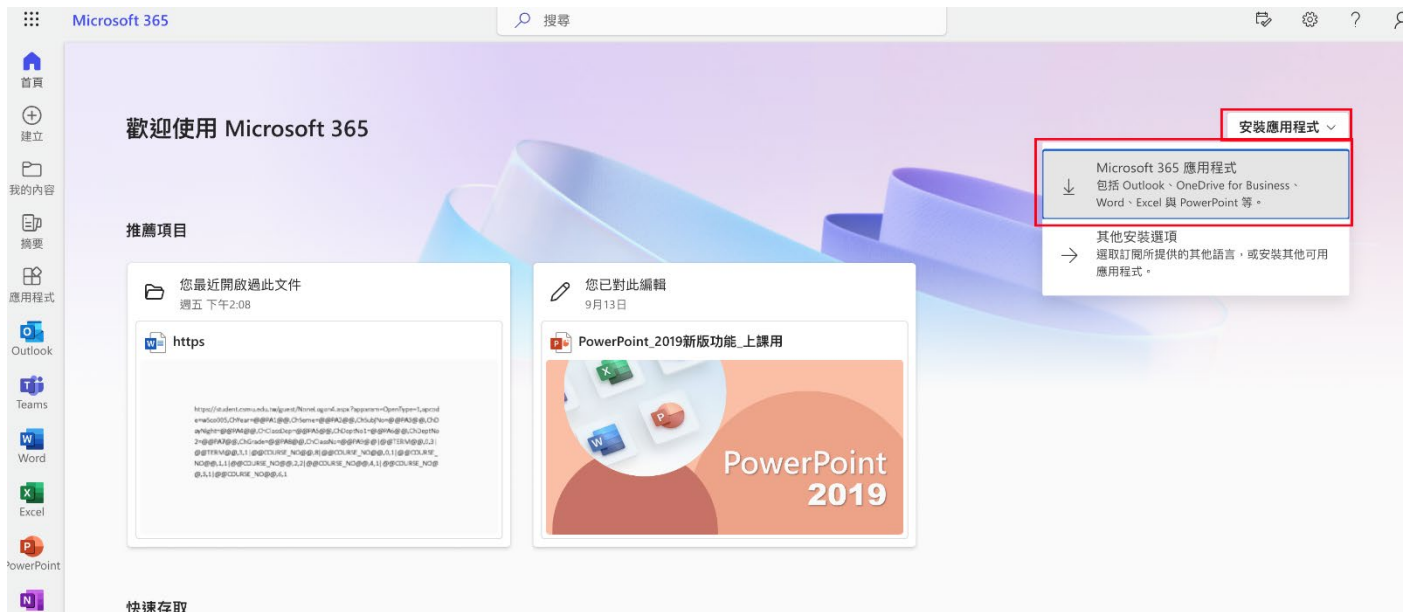 Microsoft 365
搜尋
首頁
建立
我的內容
摘要
應用程式
Outlook
Teams
Word
Excel
PowerPoint
歡迎使用 Microsoft 365
安裝應用程式
Microsoft 365 應用程式
包括 Outlook、OneDrive for Business、
Word、Excel 與 PowerPoint 等。
其他安裝選項
選取訂閱所提供的其他語言,或安裝其他可用
應用程式。
推薦項目
您最近開啟過此文件
週五 下午2:08
https
您已對此編輯
9月13日
PowerPoint_2019新版功能_上課用
PowerPoint
2019
快速存取